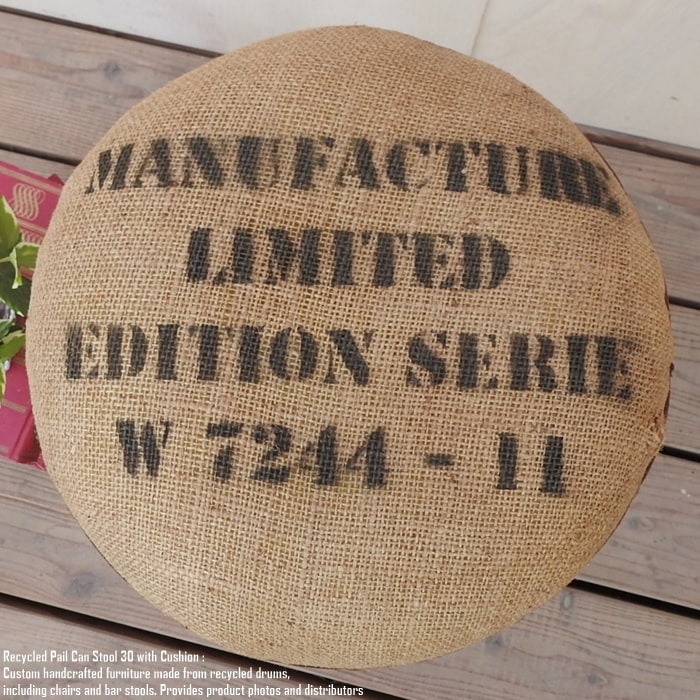 MANUFACTURE
LIMITED
EDITION SERIE
W 7244 - 11
Recycled Pail Can Stool 30 with Cushion :
Custom handcrafted furniture made from recycled drums,
including chairs and bar stools. Provides product photos and distributors